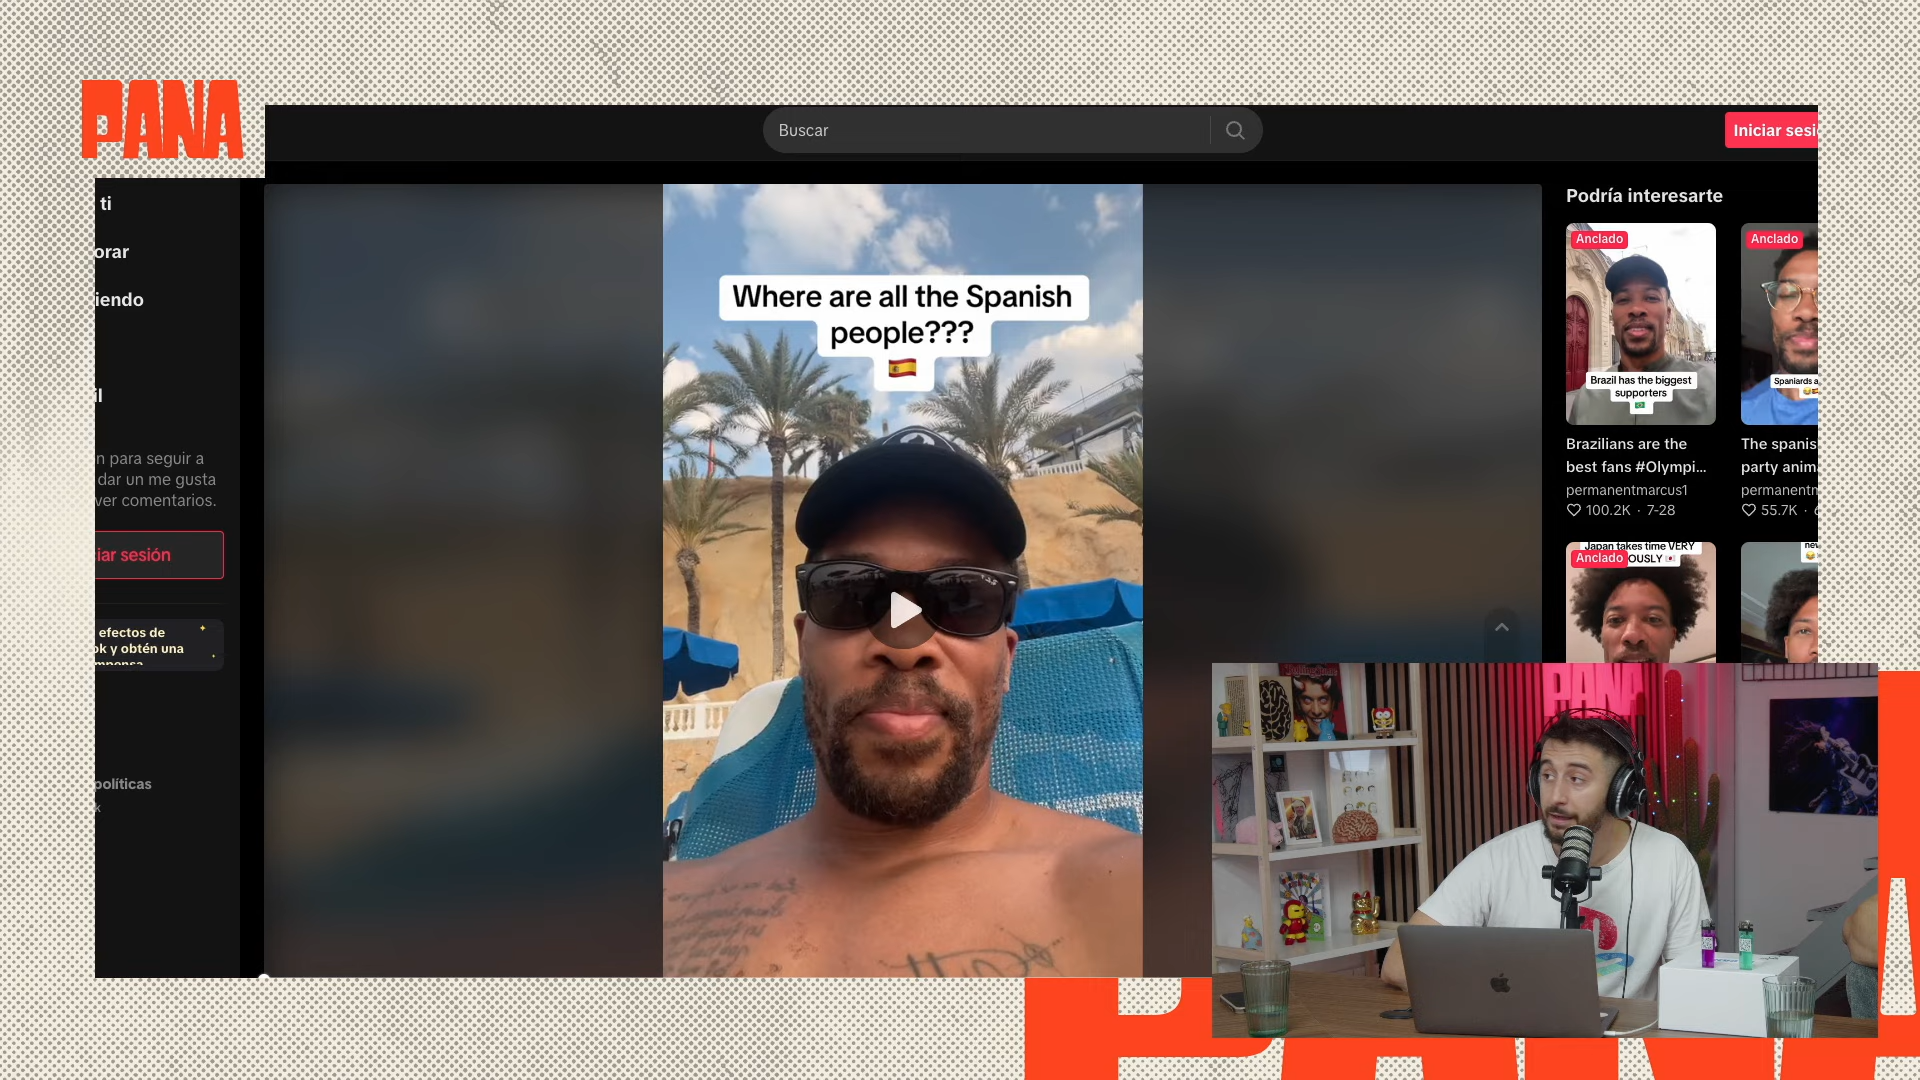 PANA
Buscar
Iniciar sesi
ti
orar
iendo
il
n para seguir a
dar un me gusta
ver comentarios.
iar sesión
efectos de
ok y obtén una
políticas
Where are all the Spanish
people???
Podría interesarte
Anclado
Brazil has the biggest
supporters
Brazilians are the
best fans #Olympi...
permanentmarcus1
100.2K · 7-28
Anclado
Spaniards a
The spanis
party anim
permanentm
55.7K ·
Japan takes time VERY
Anclado
OUSLY
PANA